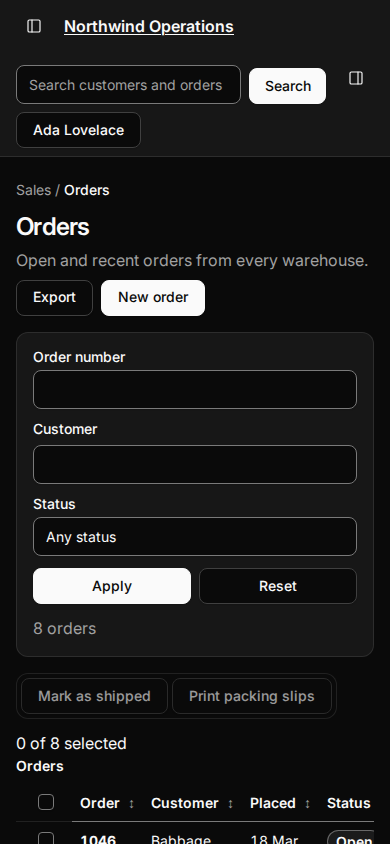 Northwind Operations
Search customers and orders Search
Ada Lovelace
Sales / Orders
Orders
Open and recent orders from every warehouse.
Export New order
Order number
Customer
Status
Any status
Apply Reset
8 orders
Mark as shipped Print packing slips
0 of 8 selected
Orders
Order ↕ Customer ↕ Placed ↕ Status
1046 Babbage 18 Mar Open